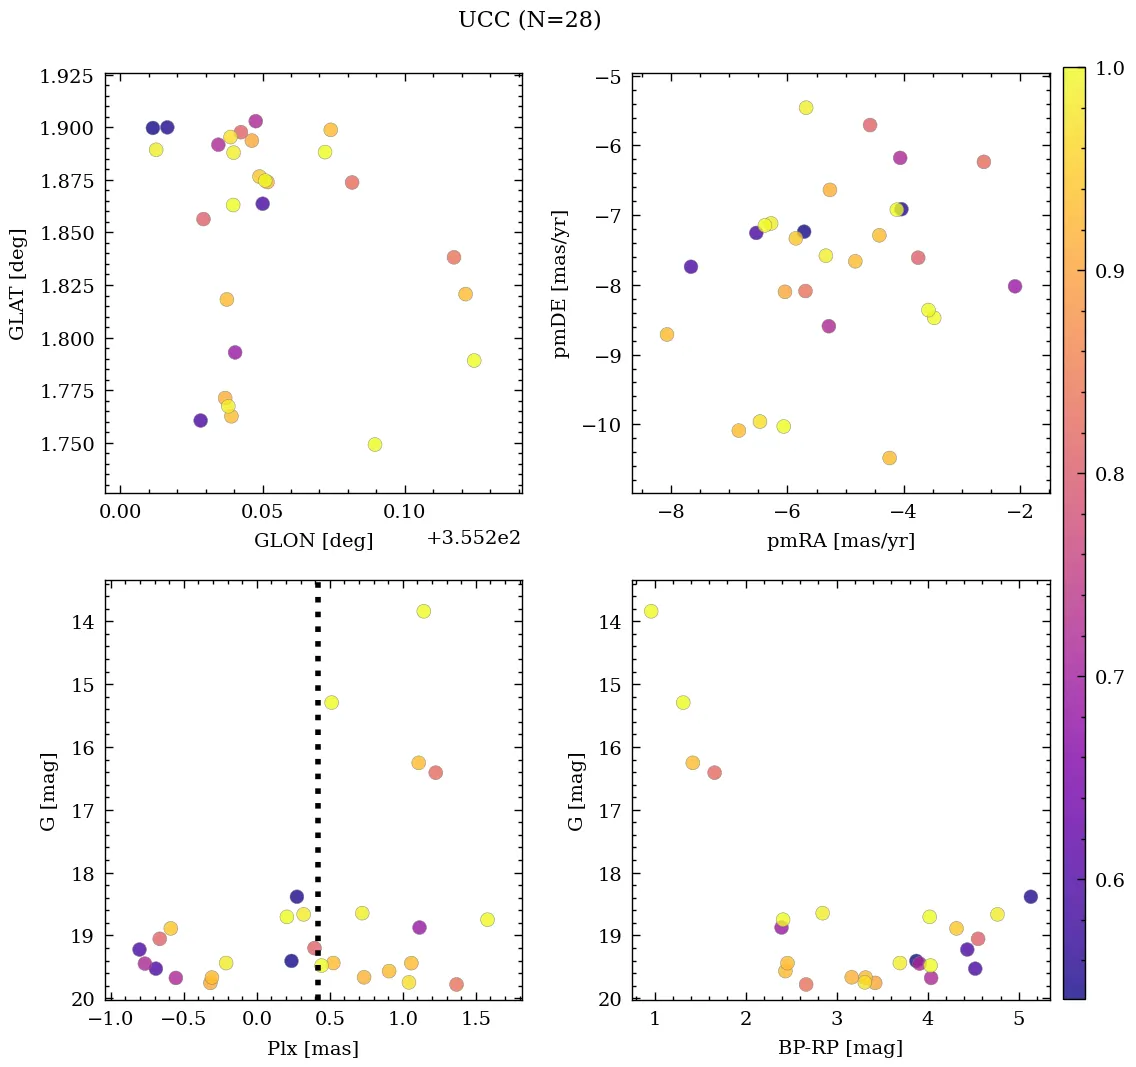 UCC (N=28)
1.925
1.900
1.875
1.850
1.825
1.800
1.775
1.750
GLAT [deg]
0.00 0.05 0.10
GLON [deg]
+3.552e2
−5
−6
−7
−8
−9
−10
pmDE [mas/yr]
−8 −6 −4 −2
pmRA [mas/yr]
14
15
16
17
18
19
20
G [mag]
−1.0 −0.5 0.0 0.5 1.0 1.5
Plx [mas]
14
15
16
17
18
19
20
G [mag]
1 2 3 4 5
BP-RP [mag]
1.0
0.9
0.8
0.7
0.6